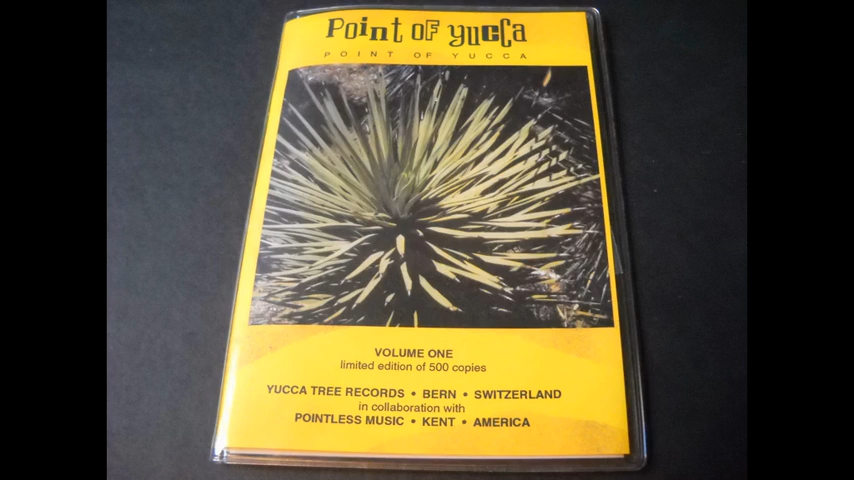 Point of yucca
POINT OF YUCCA
VOLUME ONE
limited edition of 500 copies
YUCCA TREE RECORDS • BERN • SWITZERLAND
in collaboration with
POINTLESS MUSIC • KENT • AMERICA